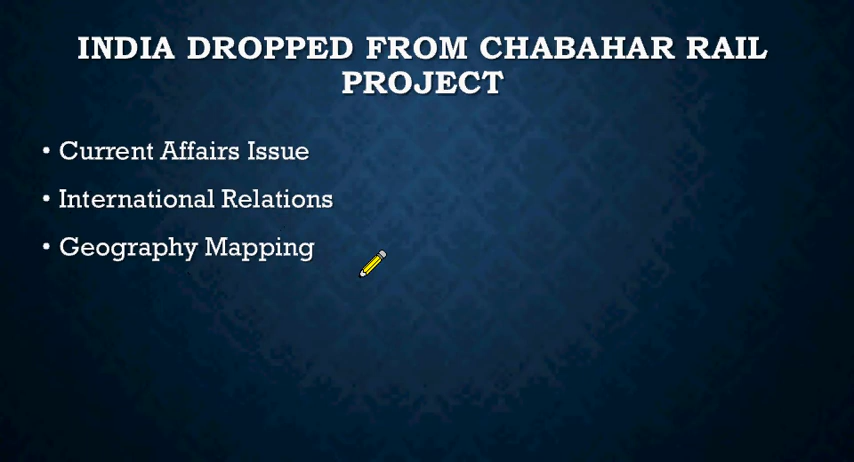 INDIA DROPPED FROM CHABAHAR RAIL
PROJECT
• Current Affairs Issue
• International Relations
• Geography Mapping